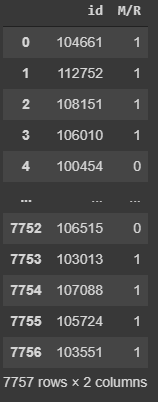 id M/R
0 104661 1
1 112752 1
2 108151 1
3 106010 1
4 100454 0
... ... ...
7752 106515 0
7753 103013 1
7754 107088 1
7755 105724 1
7756 103551 1
7757 rows × 2 columns